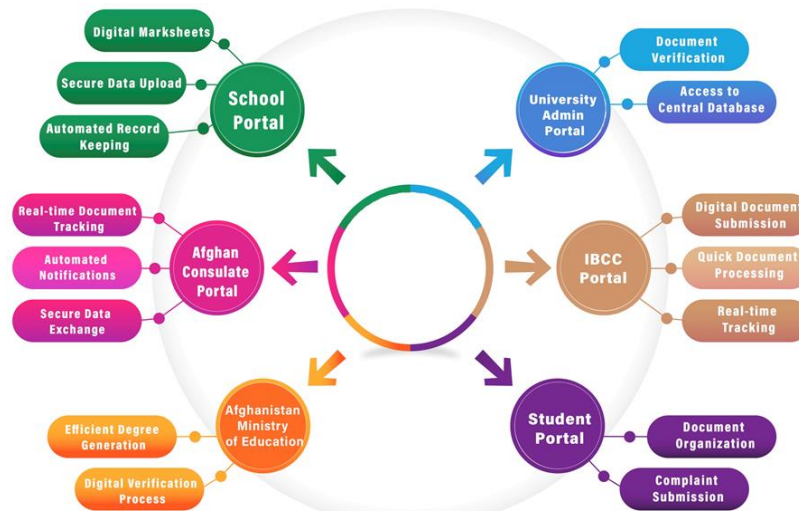 Digital Marksheets
Secure Data Upload
Automated Record
Keeping
School
Portal
Document
Verification
Access to
Central Database
University
Admin
Portal
Real-time Document
Tracking
Automated
Notifications
Secure Data
Exchange
Afghan
Consulate
Portal
Digital Document
Submission
Quick Document
Processing
Real-time
Tracking
IBCC
Portal
Efficient Degree
Generation
Digital Verification
Process
Afghanistan
Ministry
of Education
Student
Portal
Document
Organization
Complaint
Submission